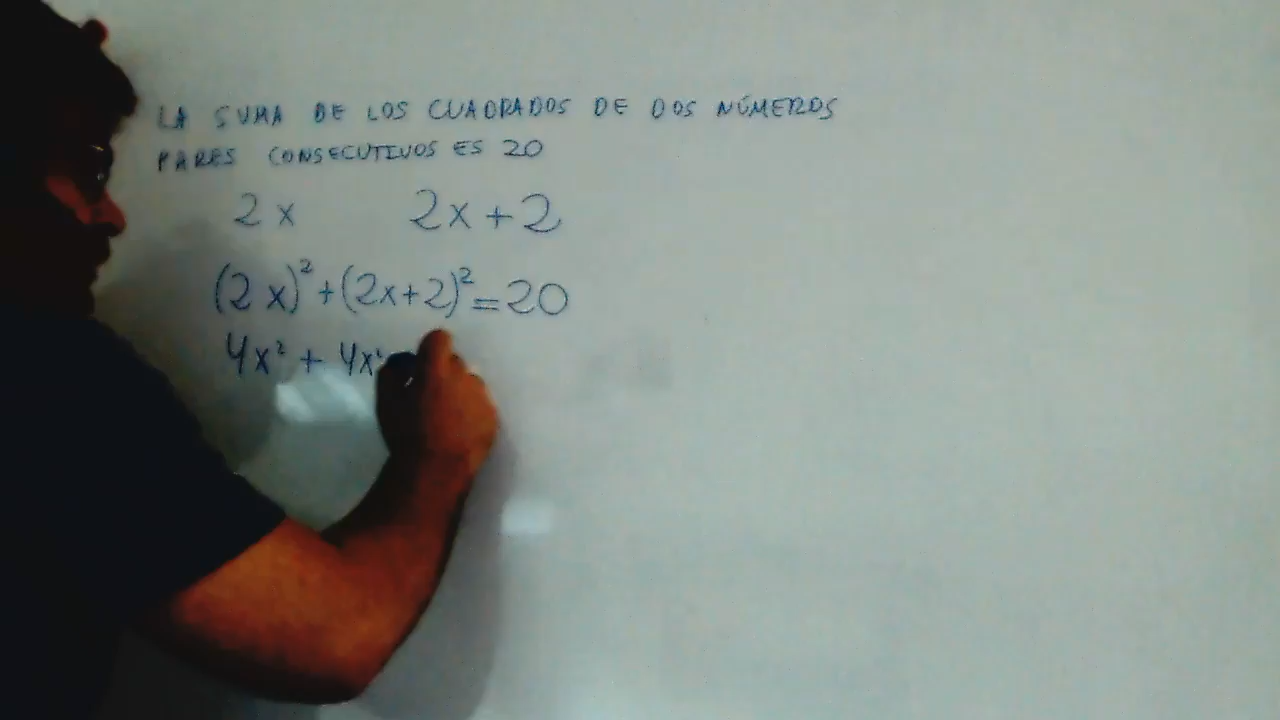 LA SUMA DE LOS CUADRADOS DE DOS NÚMEROS
PARES CONSECUTIVOS ES 20
2x 2x+2
(2x)²+(2x+2)²=20
4x² + 4x²